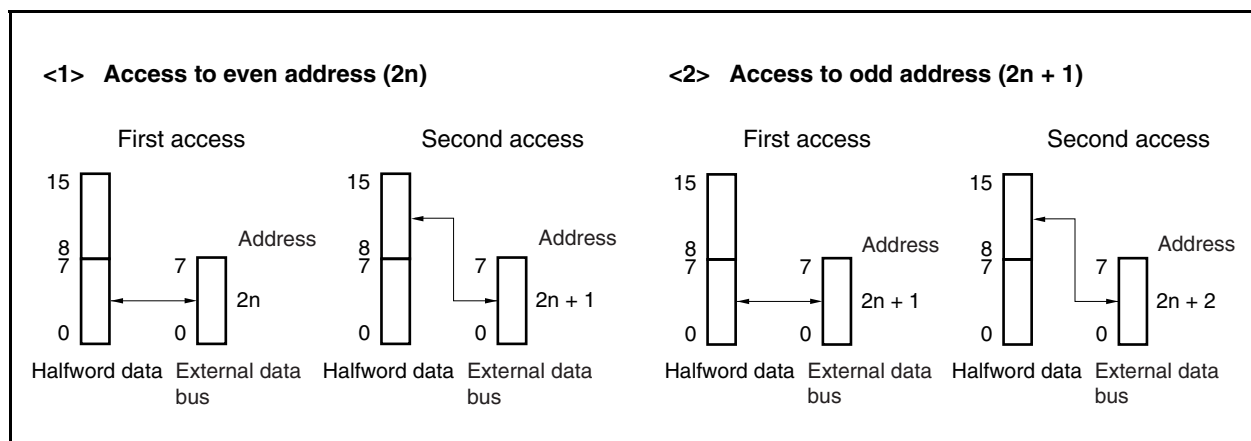 <1> Access to even address (2n)
First access
15
8
7
0
Halfword data
Address
7
2n
0
External data
bus
Second access
15
8
7
0
Halfword data
Address
7
2n + 1
0
External data
bus
<2> Access to odd address (2n + 1)
First access
15
8
7
0
Halfword data
Address
7
2n + 1
0
External data
bus
Second access
15
8
7
0
Halfword data
Address
7
2n + 2
0
External data
bus